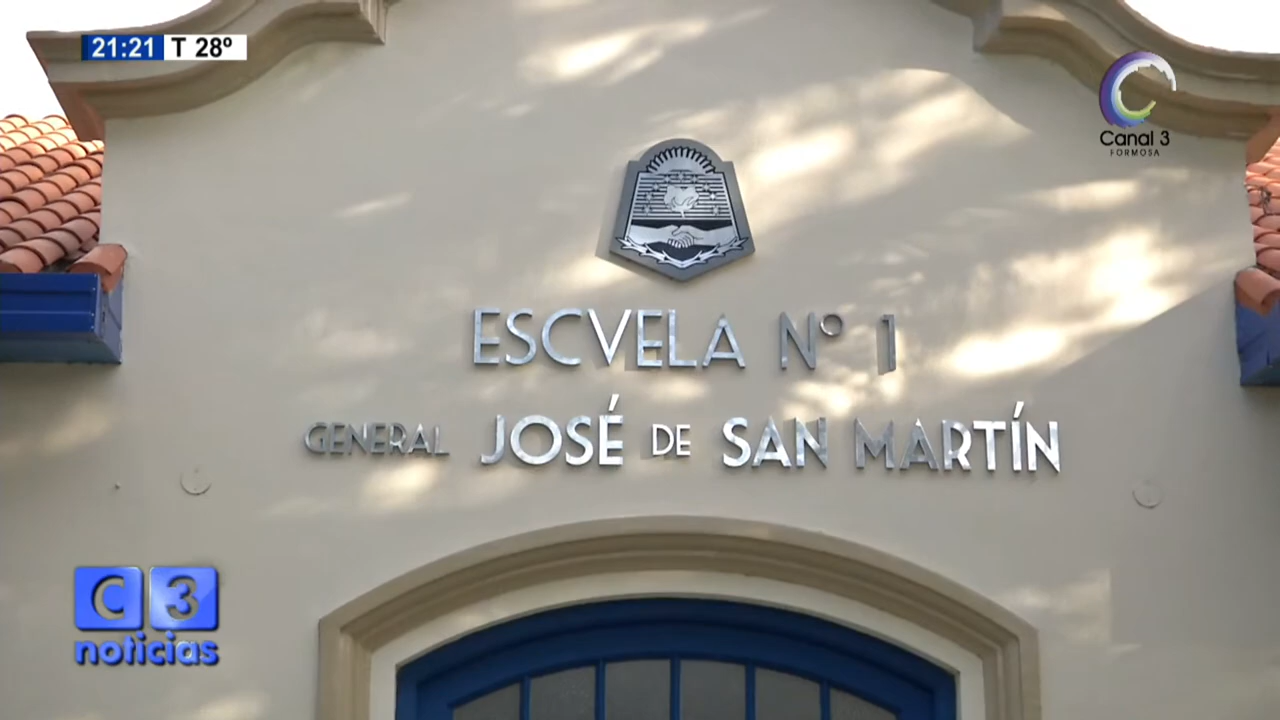 21:21 T 28º
Canal 3
FORMOSA
ESCVELA Nº 1
GENERAL JOSÉ DE SAN MARTÍN
C3
noticias